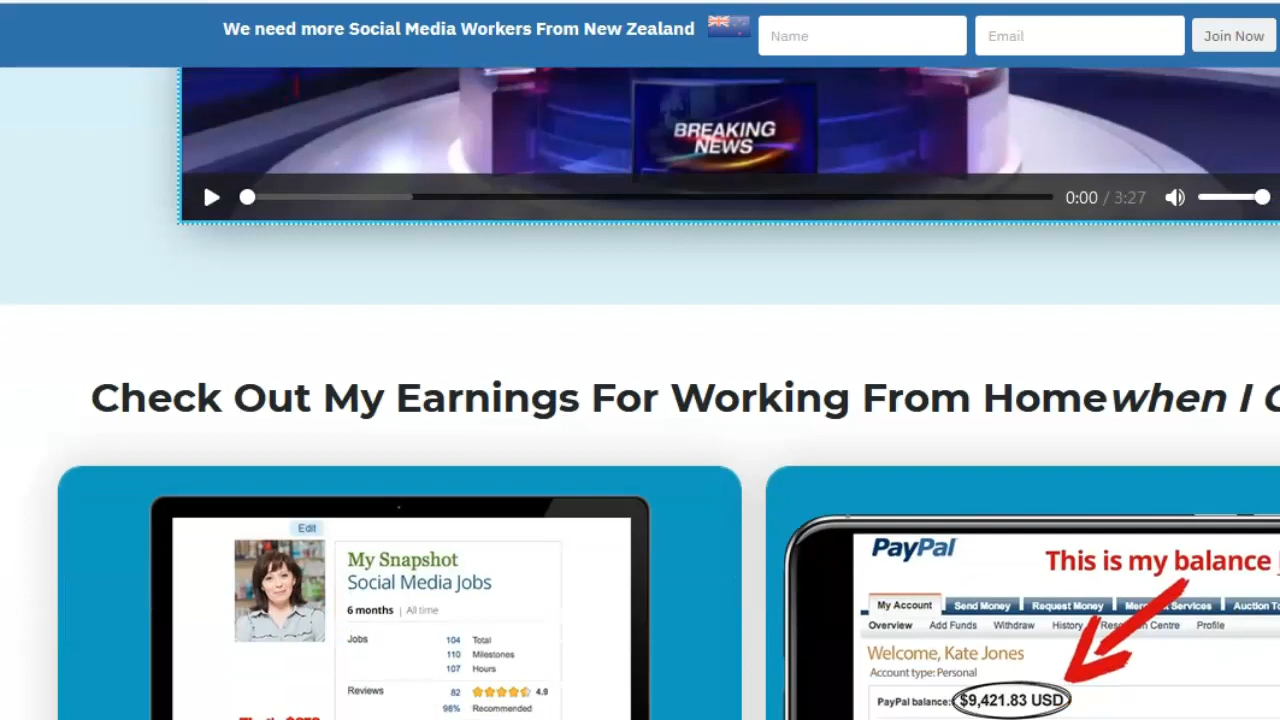 We need more Social Media Workers From New Zealand
Name
Email
Join Now
BREAKING
NEWS
0:00 / 3:27
Check Out My Earnings For Working From Home when I
Edit
My Snapshot
Social Media Jobs
6 months | All time
Jobs 104 Total
110 Milestones
107 Hours
Reviews 82 4.9
98% Recommended
PayPal
This is my balance
My Account Send Money Request Money Services Auction
Overview Add Funds Withdraw History Centre Profile
Welcome, Kate Jones
Account type: Personal
PayPal balance: $9,421.83 USD